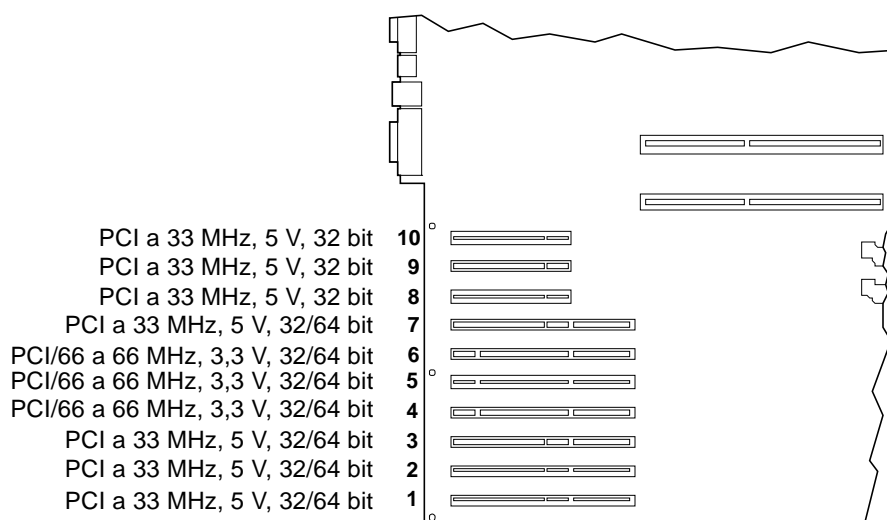 PCI a 33 MHz, 5 V, 32 bit 10
PCI a 33 MHz, 5 V, 32 bit 9
PCI a 33 MHz, 5 V, 32 bit 8
PCI a 33 MHz, 5 V, 32/64 bit 7
PCI/66 a 66 MHz, 3,3 V, 32/64 bit 6
PCI/66 a 66 MHz, 3,3 V, 32/64 bit 5
PCI/66 a 66 MHz, 3,3 V, 32/64 bit 4
PCI a 33 MHz, 5 V, 32/64 bit 3
PCI a 33 MHz, 5 V, 32/64 bit 2
PCI a 33 MHz, 5 V, 32/64 bit 1